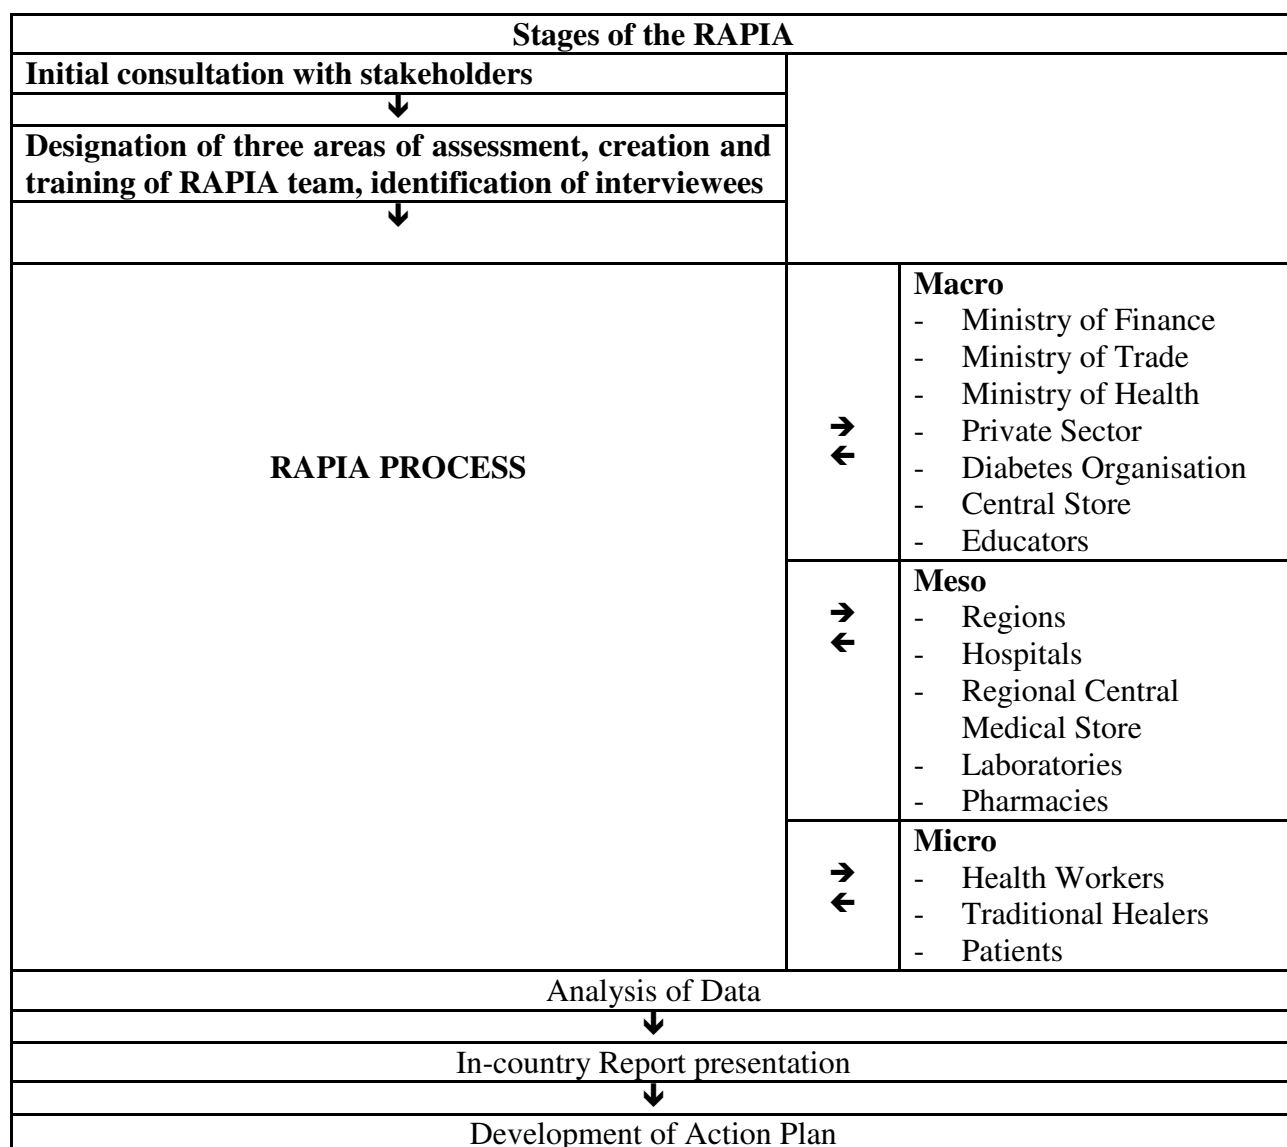 Stages of the RAPIA
Initial consultation with stakeholders
🡻
Designation of three areas of assessment, creation and
training of RAPIA team, identification of interviewees
🡻
RAPIA PROCESS
🡺
🡸
Macro
- Ministry of Finance
- Ministry of Trade
- Ministry of Health
- Private Sector
- Diabetes Organisation
- Central Store
- Educators
🡺
🡸
Meso
- Regions
- Hospitals
- Regional Central
Medical Store
- Laboratories
- Pharmacies
🡺
🡸
Micro
- Health Workers
- Traditional Healers
- Patients
Analysis of Data
🡻
In-country Report presentation
🡻
Development of Action Plan